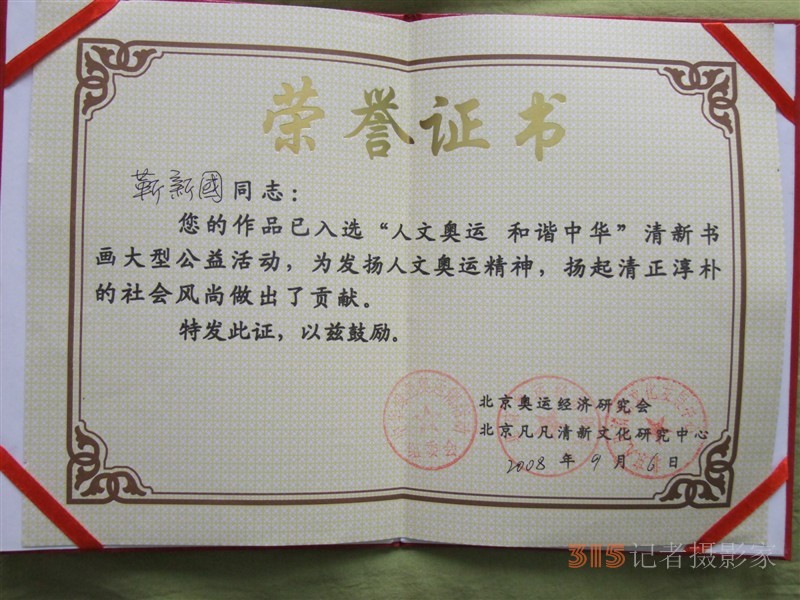 荣誉证书
靳新國同志：
您的作品已入选“人文奥运 和谐中华”清新书
画大型公益活动，为发扬人文奥运精神，扬起清正淳朴
的社会风尚做出了贡献。
特发此证，以兹鼓励。
北京奥运经济研究会
北京凡凡清新文化研究中心
2008年9月6日
组委会
315记者摄影家